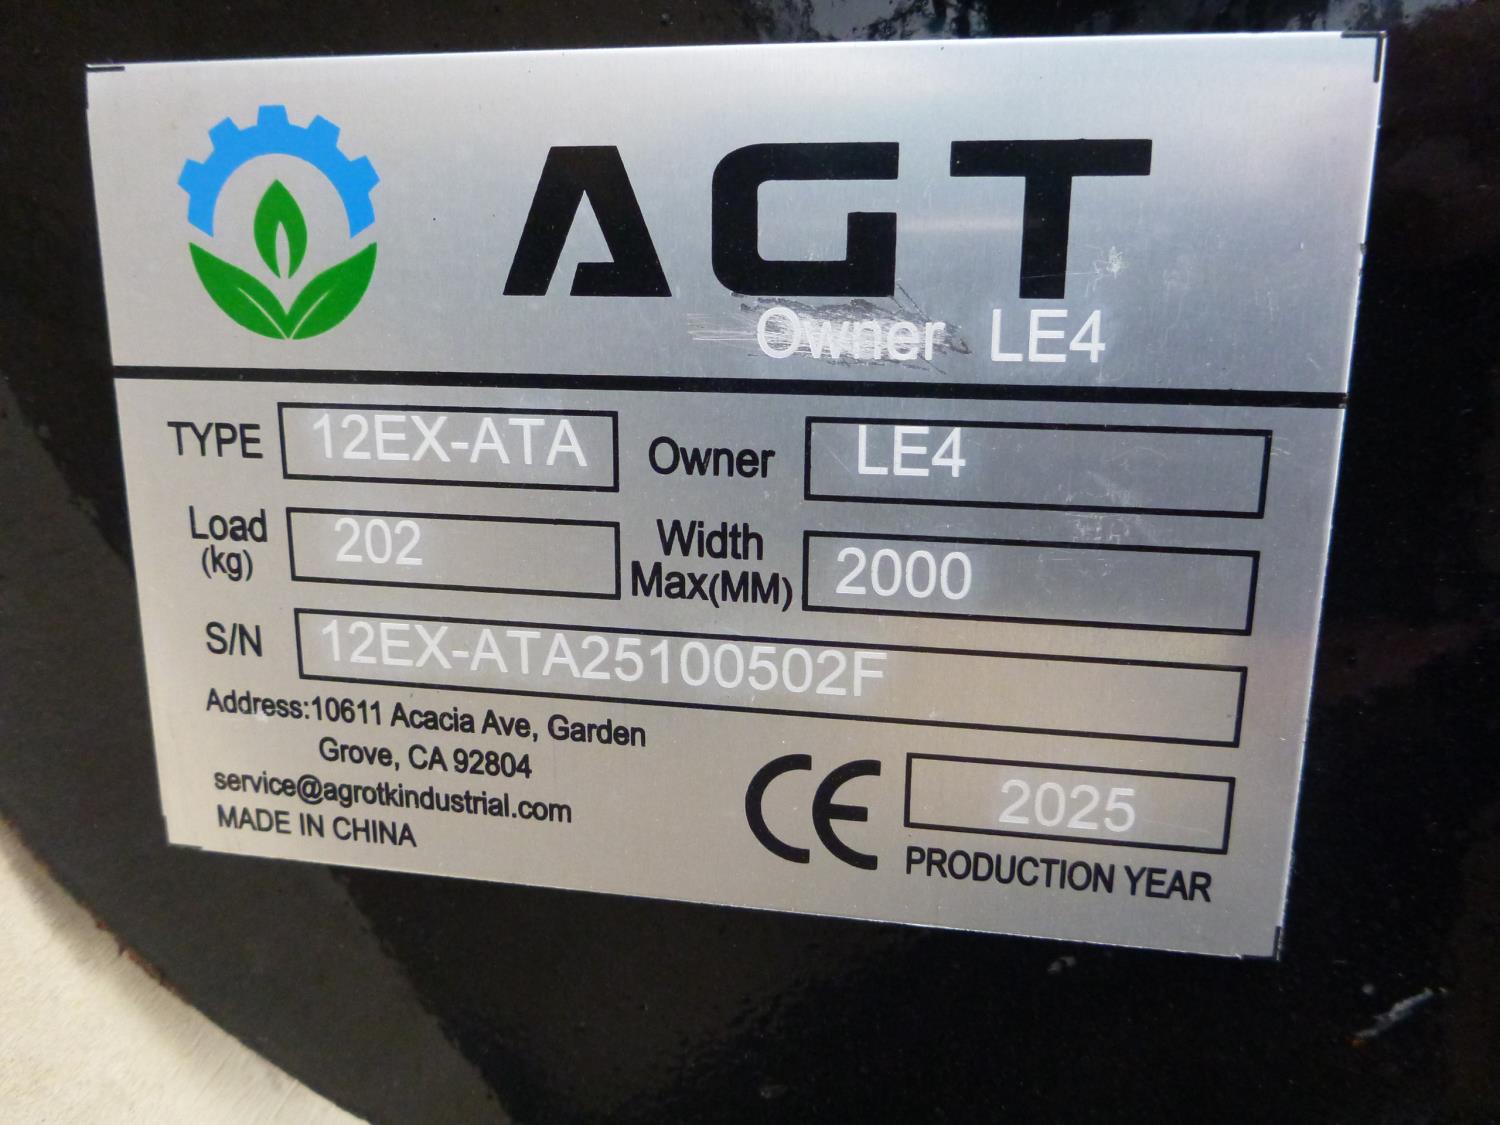 AGT
Owner LE4
TYPE 12EX-ATA Owner LE4
Load (kg) 202 Width Max(MM) 2000
S/N 12EX-ATA25100502F
Address:10611 Acacia Ave, Garden
Grove, CA 92804
service@agrotkindustrial.com
MADE IN CHINA
CE 2025
PRODUCTION YEAR